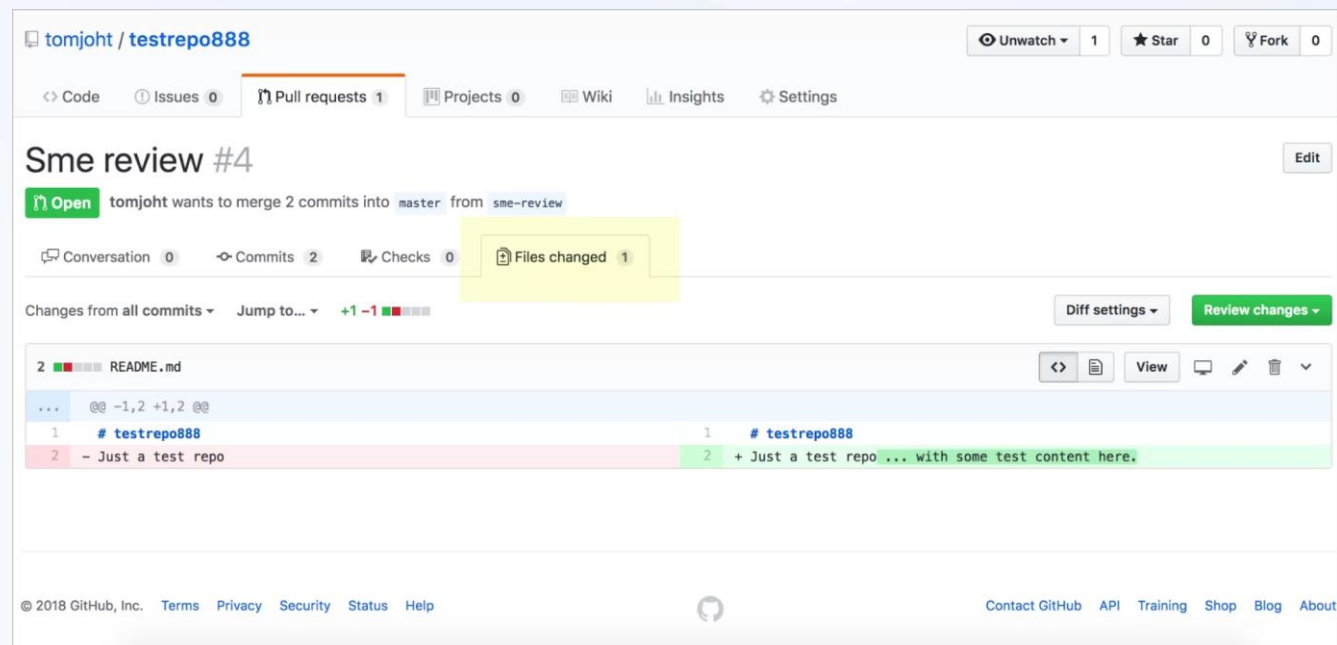 tomjoht / testrepo888 Unwatch 1 Star 0 Fork 0
Code Issues 0 Pull requests 1 Projects 0 Wiki Insights Settings
Sme review #4 Edit
Open tomjoht wants to merge 2 commits into master from sme-review
Conversation 0 Commits 2 Checks 0 Files changed 1
Changes from all commits Jump to... +1 −1 Diff settings Review changes
2 README.md <> View
... @@ -1,2 +1,2 @@
1 # testrepo888 1 # testrepo888
2 - Just a test repo 2 + Just a test repo ... with some test content here.
© 2018 GitHub, Inc. Terms Privacy Security Status Help Contact GitHub API Training Shop Blog About